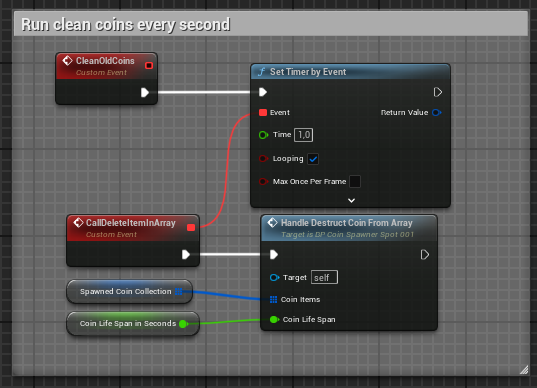 Run clean coins every second
CleanOldCoins
Custom Event
Set Timer by Event
Event
Return Value
Time 1,0
Looping
Max Once Per Frame
CallDeleteItemInArray
Custom Event
Handle Destruct Coin From Array
Target is BP Coin Spawner Spot 001
Target self
Spawned Coin Collection
Coin Items
Coin Life Span in Seconds
Coin Life Span